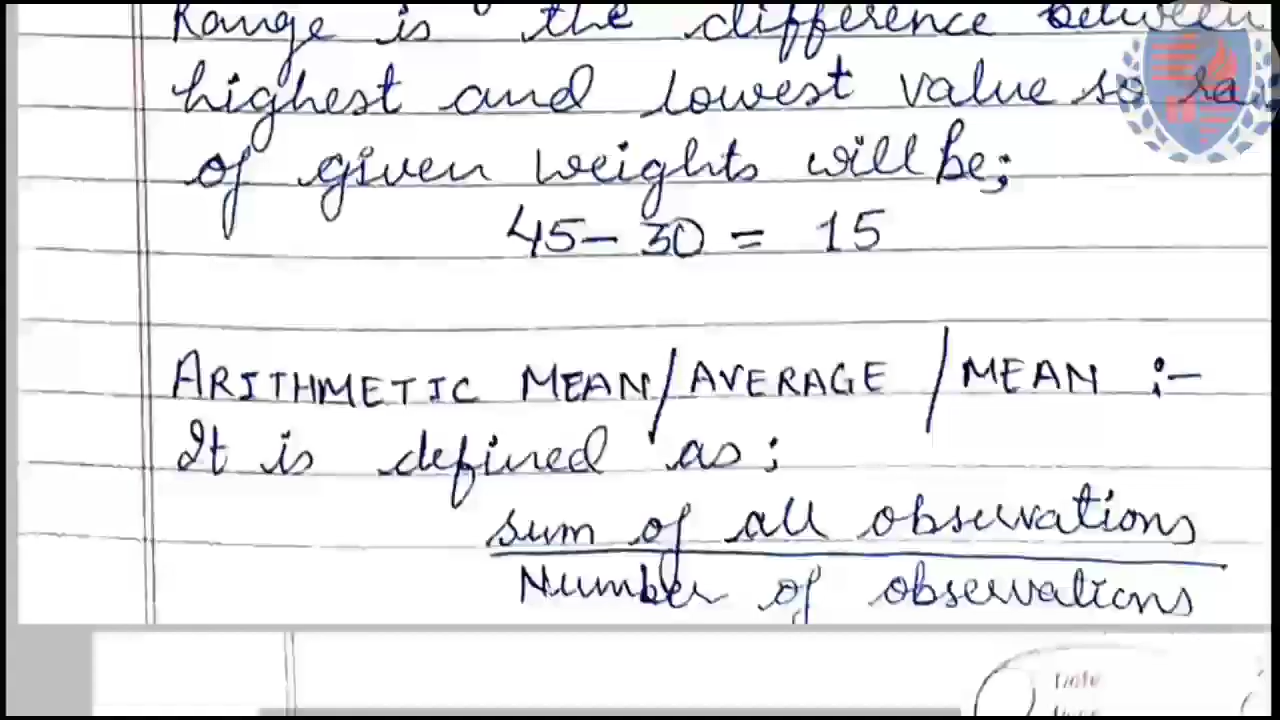 Range is the difference between
highest and lowest value so
of given weights will be;
45 - 30 = 15
ARITHMETIC MEAN/AVERAGE/MEAN :-
It is defined as;
sum of all observations
Number of observations
Date